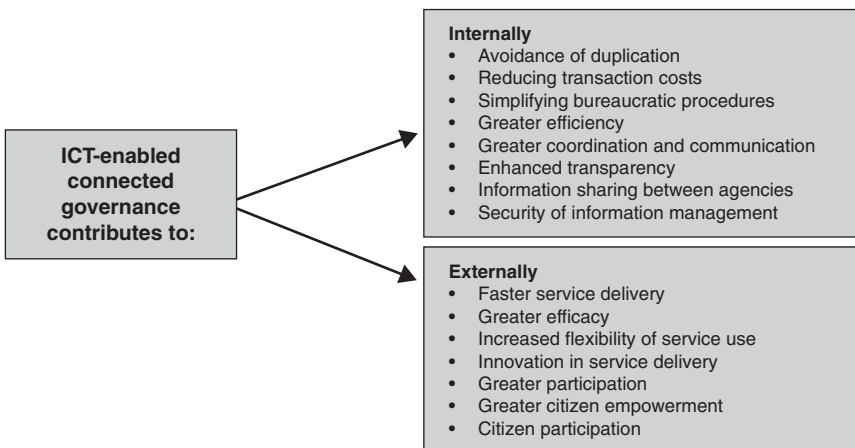 ICT-enabled
connected
governance
contributes to:
Internally
• Avoidance of duplication
• Reducing transaction costs
• Simplifying bureaucratic procedures
• Greater efficiency
• Greater coordination and communication
• Enhanced transparency
• Information sharing between agencies
• Security of information management
Externally
• Faster service delivery
• Greater efficacy
• Increased flexibility of service use
• Innovation in service delivery
• Greater participation
• Greater citizen empowerment
• Citizen participation